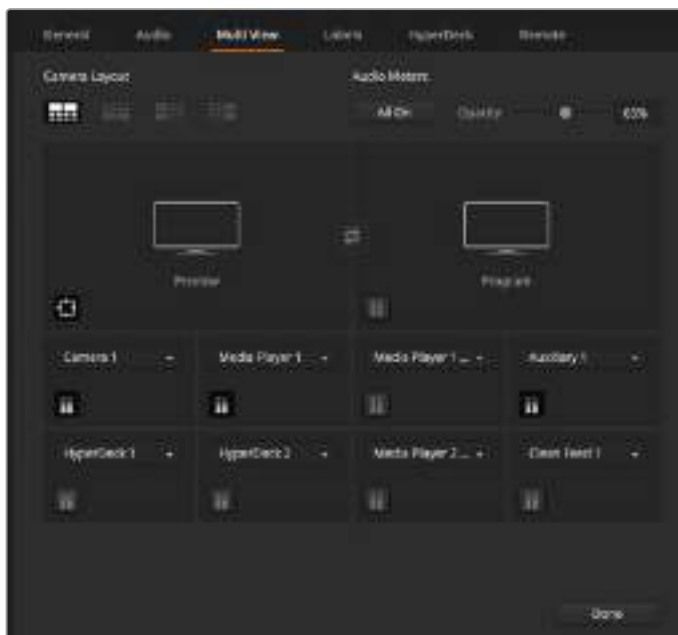 General Audio Multi View Labels HyperDeck Remote
Camera Layout Audio Meters
All On Opacity
Preview Program
Camera 1 Media Player 1 Media Player 1 ... Auxiliary 1
HyperDeck 1 HyperDeck 2 Media Player 2 ... Clean Feed 1
Done